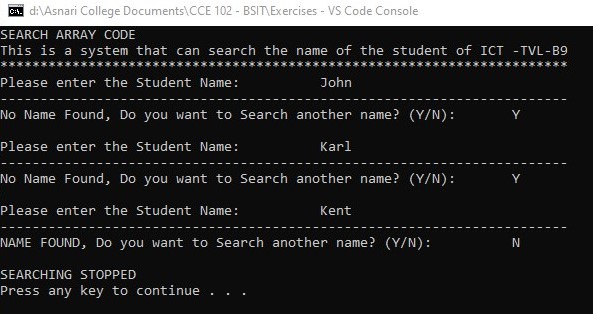 d:\Asnari College Documents\CCE 102 - BSIT\Exercises - VS Code Console
SEARCH ARRAY CODE
This is a system that can search the name of the student of ICT -TVL-B9
***********************************************************************
Please enter the Student Name:          John
-----------------------------------------------------------------------
No Name Found, Do you want to Search another name? (Y/N):       Y
Please enter the Student Name:          Karl
-----------------------------------------------------------------------
No Name Found, Do you want to Search another name? (Y/N):       Y
Please enter the Student Name:          Kent
-----------------------------------------------------------------------
NAME FOUND, Do you want to Search another name? (Y/N):          N
SEARCHING STOPPED
Press any key to continue . . .